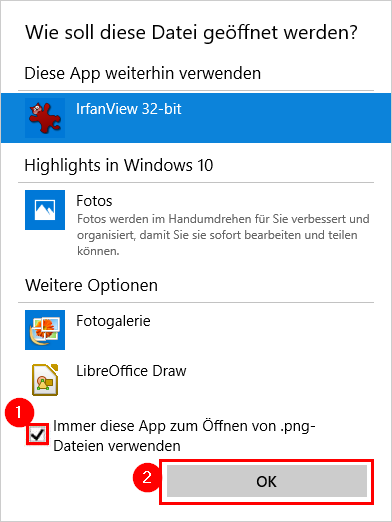 Wie soll diese Datei geöffnet werden?
Diese App weiterhin verwenden
IrfanView 32-bit
Highlights in Windows 10
Fotos
Fotos werden im Handumdrehen für Sie verbessert und
organisiert, damit Sie sie sofort bearbeiten und teilen
können.
Weitere Optionen
Fotogalerie
LibreOffice Draw
1
Immer diese App zum Öffnen von .png-
Dateien verwenden
2
OK